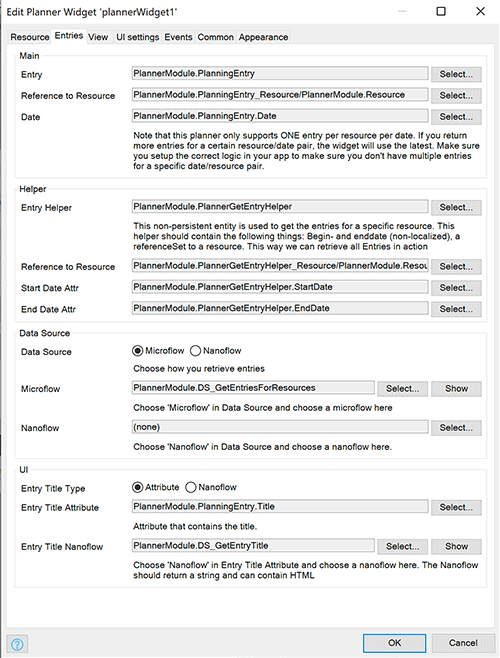 Edit Planner Widget 'plannerWidget1'
Resource Entries View UI settings Events Common Appearance
Main
Entry PlannerModule.PlanningEntry Select...
Reference to Resource PlannerModule.PlanningEntry_Resource/PlannerModule.Resource Select...
Date PlannerModule.PlanningEntry.Date Select...
Note that this planner only supports ONE entry per resource per date. If you return
more entries for a certain resource/date pair, the widget will use the latest. Make sure
you setup the correct logic in your app to make sure you don't have multiple entries
for a specific date/resource pair.
Helper
Entry Helper PlannerModule.PlannerGetEntryHelper Select...
This non-persistent entity is used to get the entries for a specific resource. This
helper should contain the following things: Begin- and enddate (non-localized), a
referenceSet to a resource. This way we can retrieve all Entries in action
Reference to Resource PlannerModule.PlannerGetEntryHelper_Resource/PlannerModule.Resou Select...
Start Date Attr PlannerModule.PlannerGetEntryHelper.StartDate Select...
End Date Attr PlannerModule.PlannerGetEntryHelper.EndDate Select...
Data Source
Data Source Microflow Nanoflow
Choose how you retrieve entries
Microflow PlannerModule.DS_GetEntriesForResources Select... Show
Choose 'Microflow' in Data Source and choose a microflow here
Nanoflow (none) Select...
Choose 'Nanoflow' in Data Source and choose a nanoflow here.
UI
Entry Title Type Attribute Nanoflow
Entry Title Attribute PlannerModule.PlanningEntry.Title Select...
Attribute that contains the title.
Entry Title Nanoflow PlannerModule.DS_GetEntryTitle Select... Show
Choose 'Nanoflow' in Entry Title Attribute and choose a nanoflow here. The Nanoflow
should return a string and can contain HTML
? OK Cancel